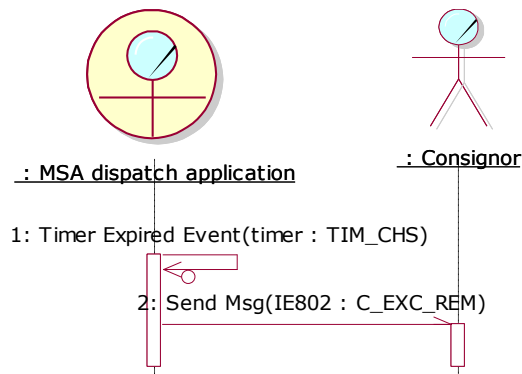 : MSA dispatch application
: Consignor
1: Timer Expired Event(timer : TIM_CHS)
2: Send Msg(IE802 : C_EXC_REM)